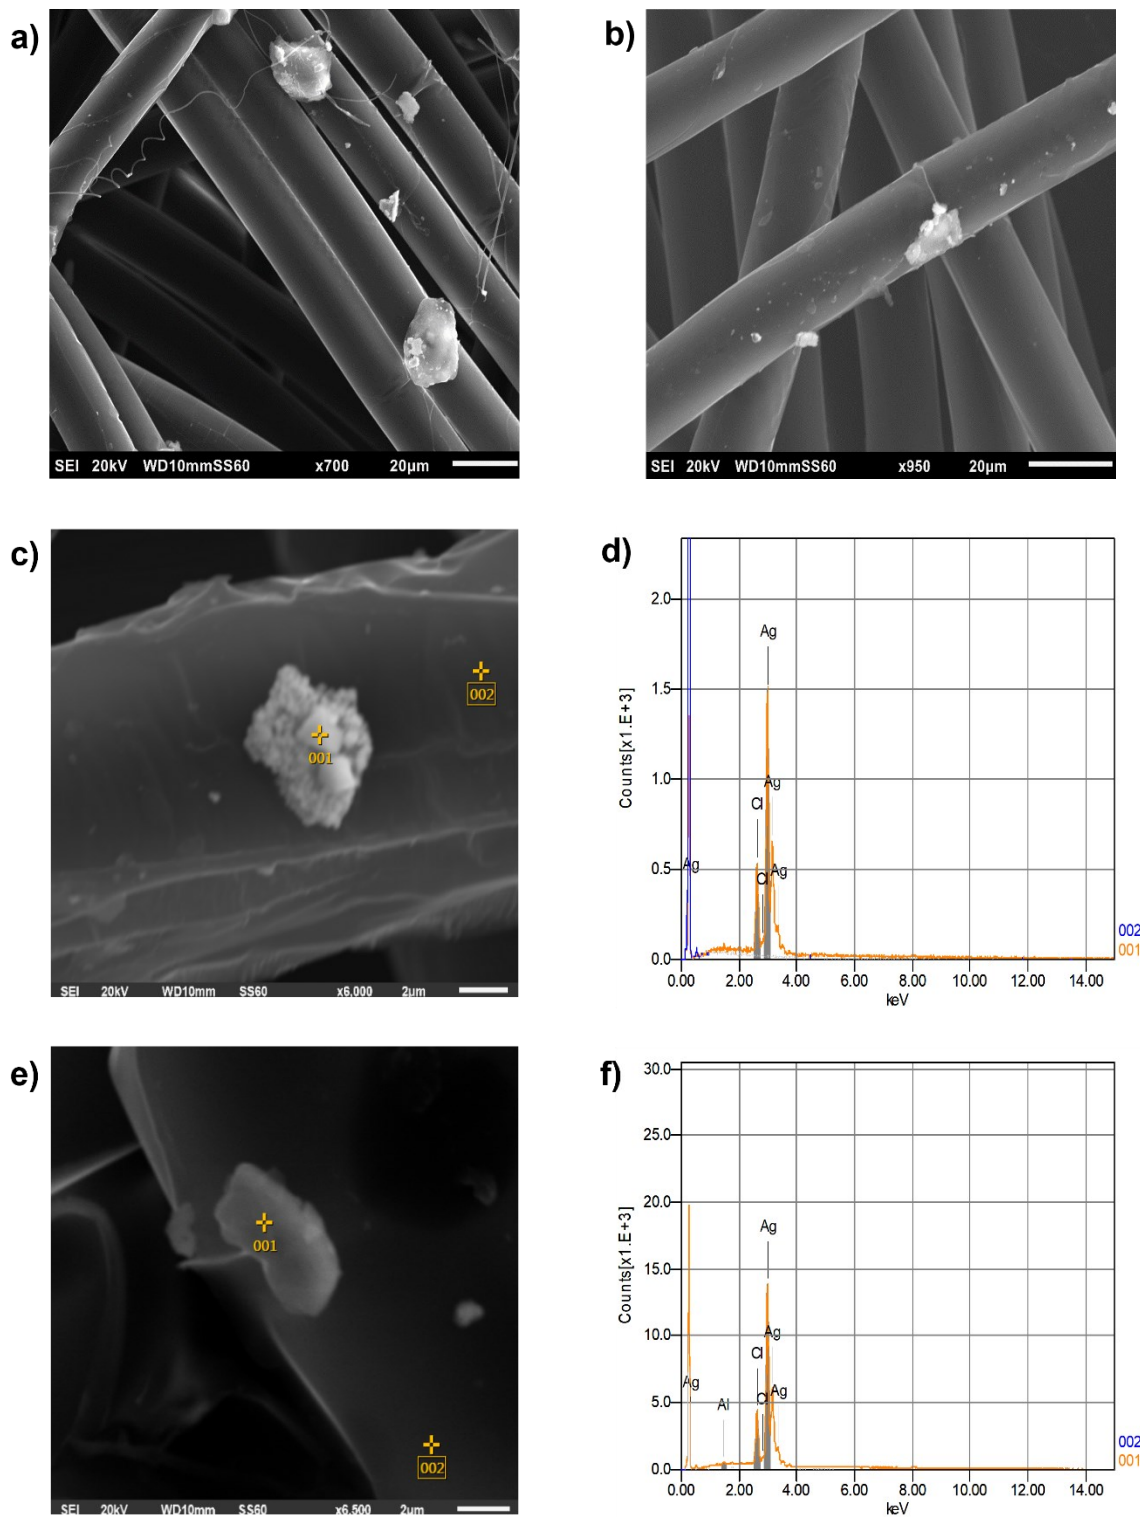 a)
SEI 20kV WD10mmSS60 x700 20μm
b)
SEI 20kV WD10mmSS60 x950 20μm
c)
002
001
SEI 20kV WD10mm SS60 x6,000 2μm
d)
Counts[x1.E+3]
2.0
1.5
1.0
0.5
0.0
Ag
Ag
Cl
Ag
Cl
Ag
0.00 2.00 4.00 6.00 8.00 10.00 12.00 14.00
keV
002
001
e)
001
002
SEI 20kV WD10mm SS60 x6,500 2μm
f)
Counts[x1.E+3]
30.0
25.0
20.0
15.0
10.0
5.0
0.0
Ag
Ag
Cl
Ag
Ag
Cl
Al
0.00 2.00 4.00 6.00 8.00 10.00 12.00 14.00
keV
002
001